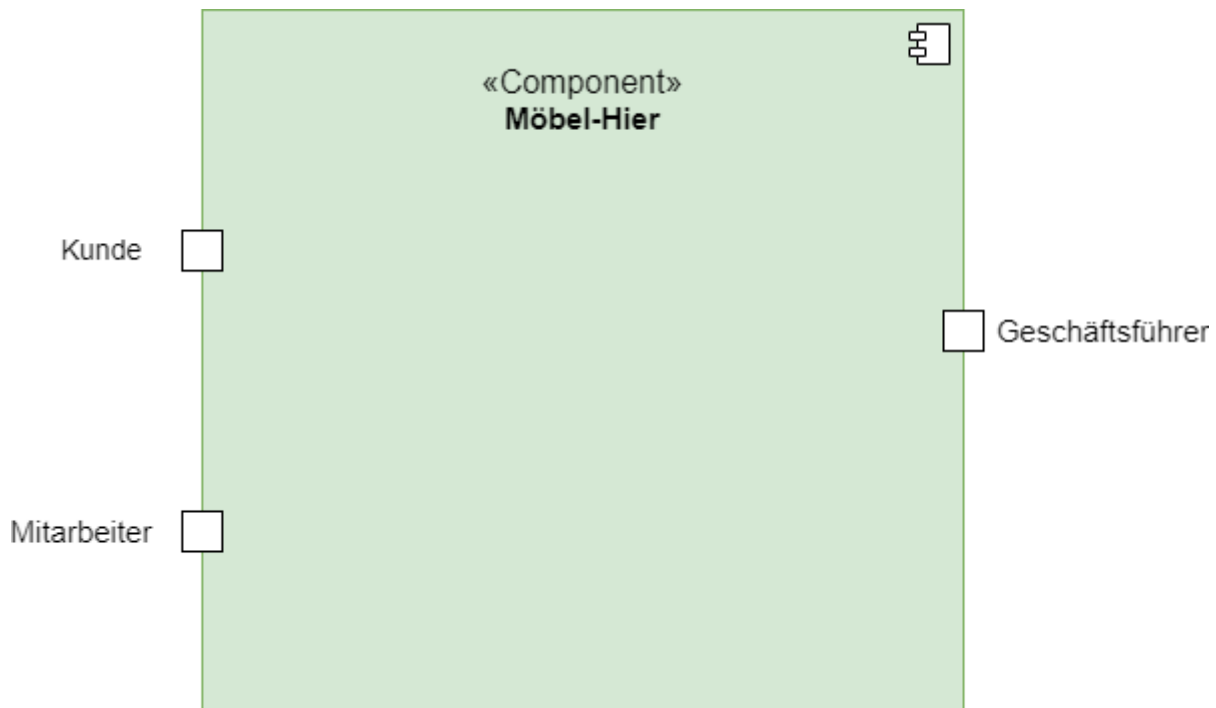 «Component»
Möbel-Hier
Kunde
Geschäftsführer
Mitarbeiter